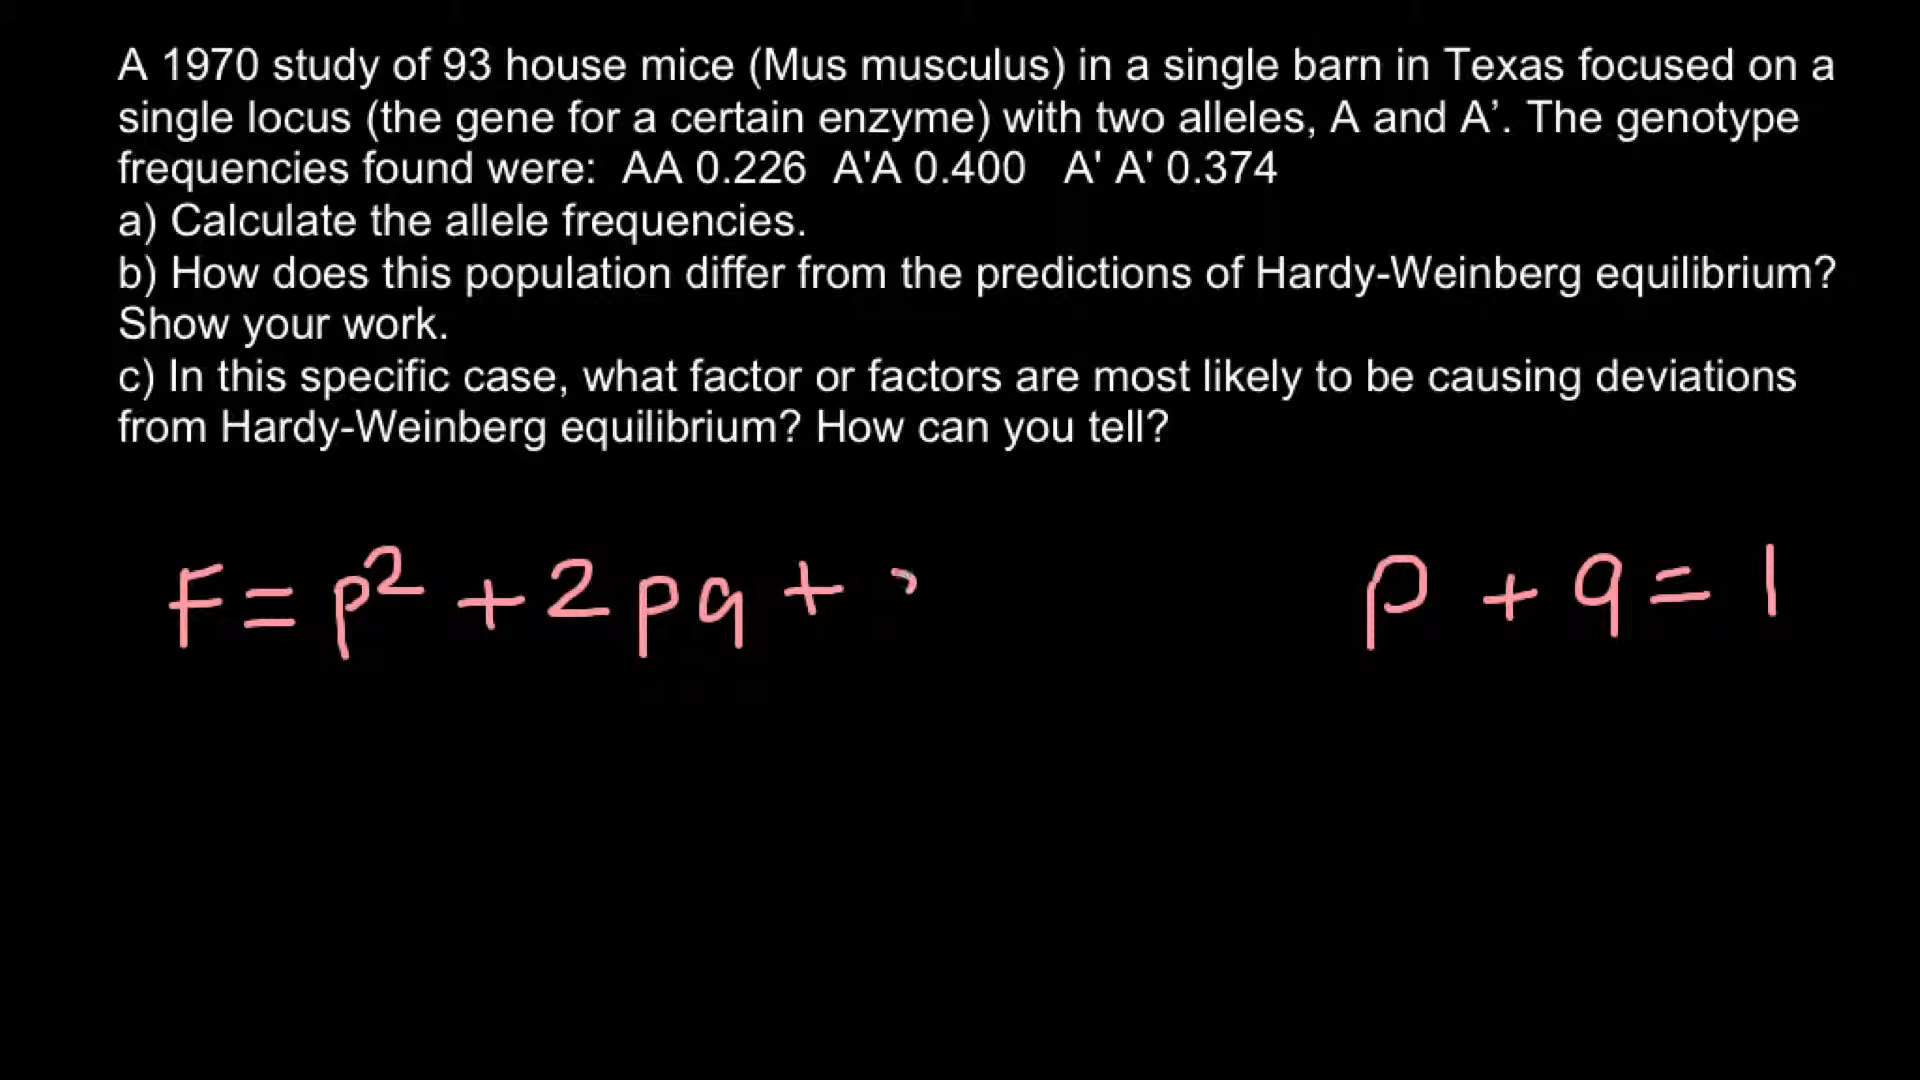 A 1970 study of 93 house mice (Mus musculus) in a single barn in Texas focused on a
single locus (the gene for a certain enzyme) with two alleles, A and A’. The genotype
frequencies found were:  AA 0.226  A'A 0.400   A' A' 0.374
a) Calculate the allele frequencies.
b) How does this population differ from the predictions of Hardy-Weinberg equilibrium?
Show your work.
c) In this specific case, what factor or factors are most likely to be causing deviations
from Hardy-Weinberg equilibrium? How can you tell?
F = p² + 2pq + p + q = 1